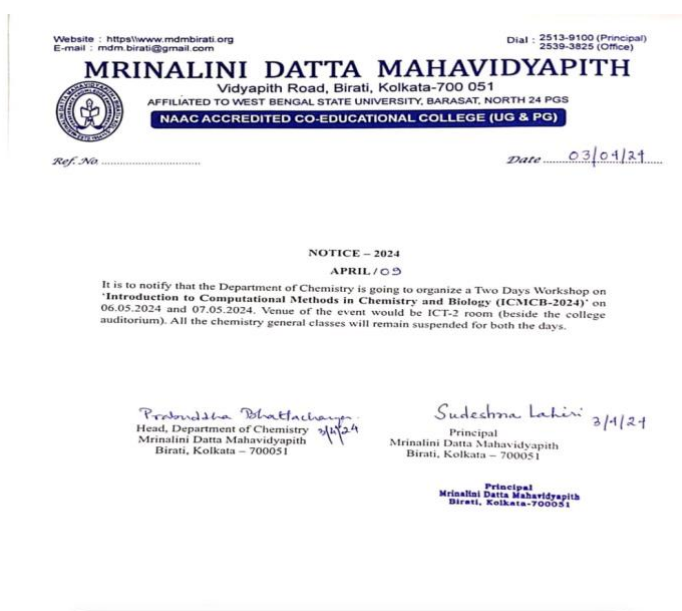 Website : https\\www.mdmbirati.org
E-mail : mdm.birati@gmail.com
Dial : 2513-9100 (Principal)
2539-3825 (Office)
MRINALINI DATTA MAHAVIDYAPITH
Vidyapith Road, Birati, Kolkata-700 051
AFFILIATED TO WEST BENGAL STATE UNIVERSITY, BARASAT, NORTH 24 PGS
NAAC ACCREDITED CO-EDUCATIONAL COLLEGE (UG & PG)
Ref. No ..............................
Date ..... 03/04/24 .....
NOTICE – 2024
APRIL/09
It is to notify that the Department of Chemistry is going to organize a Two Days Workshop on
'Introduction to Computational Methods in Chemistry and Biology (ICMCB-2024)' on
06.05.2024 and 07.05.2024. Venue of the event would be ICT-2 room (beside the college
auditorium). All the chemistry general classes will remain suspended for both the days.
Prabuddha Bhattacharya
Head, Department of Chemistry 3/4/24
Mrinalini Datta Mahavidyapith
Birati, Kolkata – 700051
Sudeshna Lahiri 3/4/24
Principal
Mrinalini Datta Mahavidyapith
Birati, Kolkata – 700051
Principal
Mrinalini Datta Mahavidyapith
Birati, Kolkata-700051